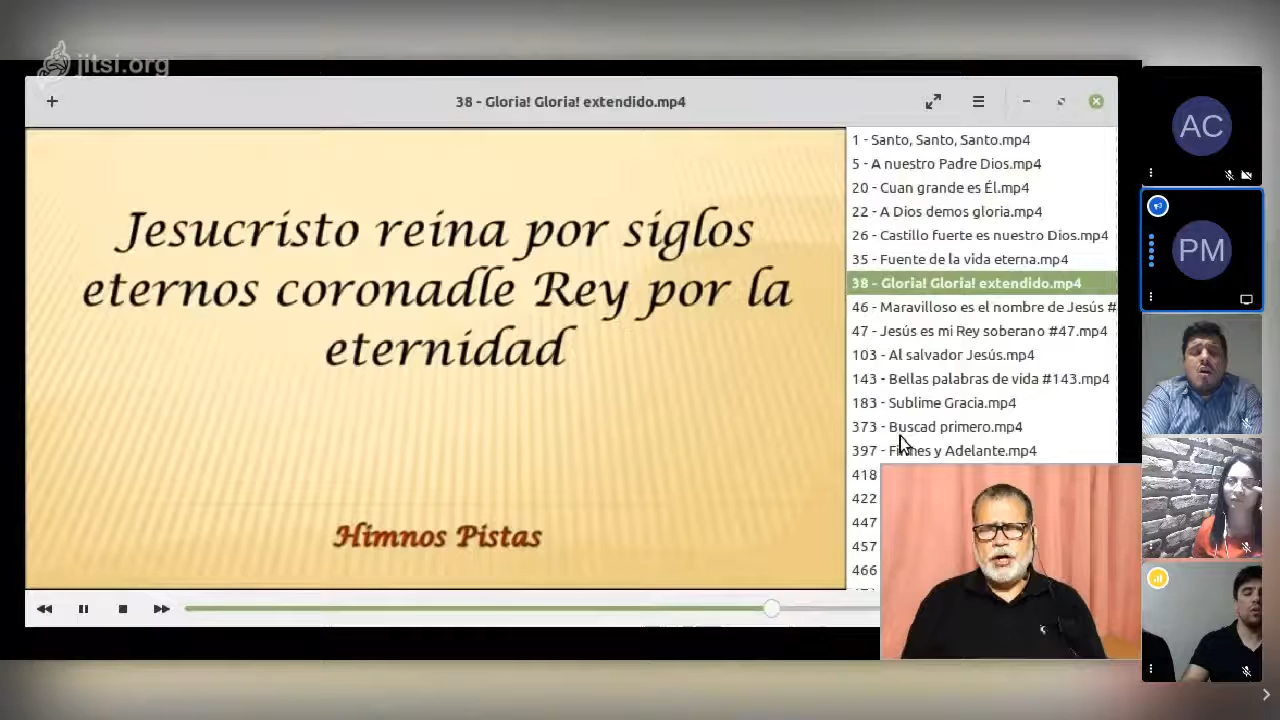 jitsi.org
38 - Gloria! Gloria! extendido.mp4
Jesucristo reina por siglos
eternos coronadle Rey por la
eternidad
Himnos Pistas
1 - Santo, Santo, Santo.mp4
5 - A nuestro Padre Dios.mp4
20 - Cuan grande es Él.mp4
22 - A Dios demos gloria.mp4
26 - Castillo fuerte es nuestro Dios.mp4
35 - Fuente de la vida eterna.mp4
38 - Gloria! Gloria! extendido.mp4
46 - Maravilloso es el nombre de Jesús #
47 - Jesús es mi Rey soberano #47.mp4
103 - Al salvador Jesús.mp4
143 - Bellas palabras de vida #143.mp4
183 - Sublime Gracia.mp4
373 - Buscad primero.mp4
397 - Firmes y Adelante.mp4
418
422
447
457
466
AC
PM